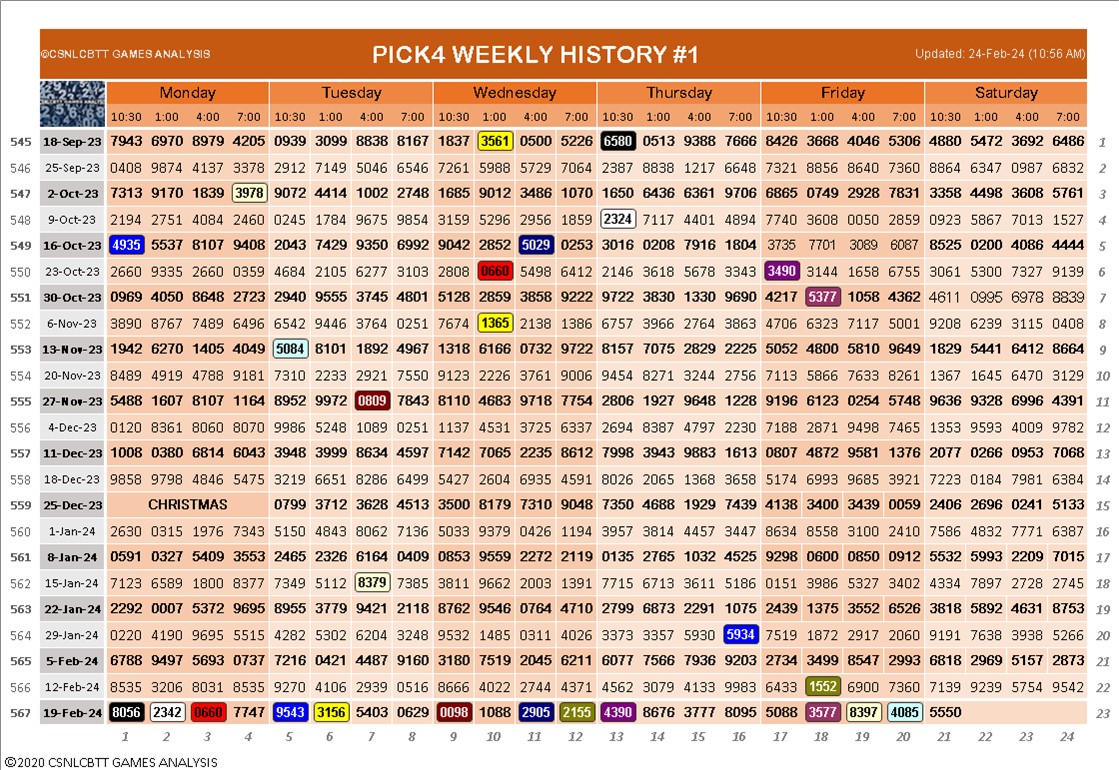 ©CSNLCBTT GAMES ANALYSIS PICK4 WEEKLY HISTORY #1 Updated: 24-Feb-24 (10:56 AM)
CSNLCBTT GAMES ANALYSIS Monday Tuesday Wednesday Thursday Friday Saturday
10:30 1:00 4:00 7:00 10:30 1:00 4:00 8:00 10:30 1:00 4:00 7:00 10:30 1:00 4:00 7:00 10:30 1:00 4:00 7:00 10:30 1:00 4:00 7:00
545 18-Sep-23 7943 6970 8979 4205 0939 3099 8838 8167 1837 3561 0500 5226 6580 0513 9388 7666 8426 3668 4046 5306 4880 5472 3692 6486 1
546 25-Sep-23 0408 9874 4137 3378 2912 7149 5046 6546 7261 5988 5729 7064 2387 8838 1217 6648 7321 8856 8640 7360 8864 6347 0987 6832 2
547 2-Oct-23 7313 9170 1839 3978 9072 4414 1002 2748 1685 9012 3486 1070 1650 6436 6361 9706 6865 0749 2928 7831 3358 4498 3608 5761 3
548 9-Oct-23 2194 2751 4084 2460 0245 1784 9675 9854 3159 5296 2956 1859 2324 7117 4401 4894 7740 3608 0050 2859 0923 5867 7013 1527 4
549 16-Oct-23 4935 5537 8107 9408 2043 7429 9350 6992 9042 2852 5029 0253 3016 0208 7916 1804 3735 7701 3089 6087 8525 0200 4086 4444 5
550 23-Oct-23 2660 9335 2660 0359 4684 2105 6277 3103 2808 0660 5498 6412 2146 3618 5678 3343 3490 3144 1658 6755 3061 5300 7327 9139 6
551 30-Oct-23 0969 4050 8648 2723 2940 9555 3745 4801 5128 2859 3858 9222 9722 3830 1330 9690 4217 5377 1058 4362 4611 0995 6978 8839 7
552 6-Nov-23 3890 8767 7489 6496 6542 9446 3764 0251 7674 1365 2138 1386 6757 3966 2764 3863 4706 6323 7117 5001 9208 6239 3115 0408 8
553 13-Nov-23 1942 6270 1405 4049 5084 8101 1892 4967 1318 6166 0732 9722 8157 7075 2829 2225 5052 4800 5810 9649 1829 5441 6412 8664 9
554 20-Nov-23 8489 4919 4788 9181 7310 2233 2921 7550 9123 2226 3761 9006 9454 8271 3244 2756 7113 5866 7633 8261 1367 1645 6470 3129 10
555 27-Nov-23 5488 1607 8107 1164 8952 9972 0809 7843 8110 4683 9718 7754 2806 1927 9648 1228 9196 6123 0254 5748 9636 9328 6996 4391 11
556 4-Dec-23 0120 8361 8060 8070 9986 5248 1089 0251 1137 4531 3725 6337 2694 8387 4797 2230 7188 2871 9498 7465 1353 9593 4009 9782 12
557 11-Dec-23 1008 0380 6814 6043 3948 3999 8634 4597 7142 7065 2235 8612 7998 3943 9883 1613 0807 4872 9581 1376 2077 0266 0953 7068 13
558 18-Dec-23 9858 9798 4846 5475 3219 6651 8286 6499 5427 2604 6935 4591 8026 2065 1368 3658 5174 6993 9685 3921 7223 0184 7981 6384 14
559 25-Dec-23 CHRISTMAS 0799 3712 3628 4513 3500 8179 7310 9048 7350 4688 1929 7439 4138 3400 3439 0059 2406 2696 0241 5133 15
560 1-Jan-24 2630 0315 1976 7343 5150 4843 8062 7136 5033 9379 0426 1194 3957 3814 4457 3447 8634 8558 3100 2410 7586 4832 7771 6387 16
561 8-Jan-24 0591 0327 5409 3553 2465 2326 6164 0409 0853 9559 2272 2119 0135 2765 1032 4525 9298 0600 0850 0912 5532 5993 2209 7015 17
562 15-Jan-24 7123 6589 1800 8377 7349 5112 8379 7385 3811 9662 2003 1391 7715 6713 3611 5186 0151 3986 5327 3402 4334 7897 2728 2745 18
563 22-Jan-24 2292 0007 5372 9695 8955 3779 9421 2118 8762 9546 0764 4710 2799 6873 2291 1075 2439 1375 3552 6526 3818 5892 4631 8753 19
564 29-Jan-24 0220 4190 9695 5515 4282 5302 6204 3248 9532 1485 0311 4026 3373 3357 5930 5934 7519 1872 2917 2060 9191 7638 3938 5266 20
565 5-Feb-24 6788 9497 5693 0737 7216 0421 4487 9160 3180 7519 2045 6211 6077 7566 7936 9203 2734 3499 8547 2993 6818 2969 5157 2873 21
566 12-Feb-24 8535 3206 8031 8535 9270 4106 2939 0516 8666 4022 2744 4371 4562 3079 4133 9983 6433 1552 6900 7360 7139 9239 5754 9542 22
567 19-Feb-24 8056 2342 0660 7747 9543 3156 5403 0629 0098 1088 2905 2155 4390 8676 3777 8095 5088 3577 8397 4085 5550 23
1 2 3 4 5 6 7 8 9 10 11 12 13 14 15 16 17 18 19 20 21 22 23 24
©2020 CSNLCBTT GAMES ANALYSIS